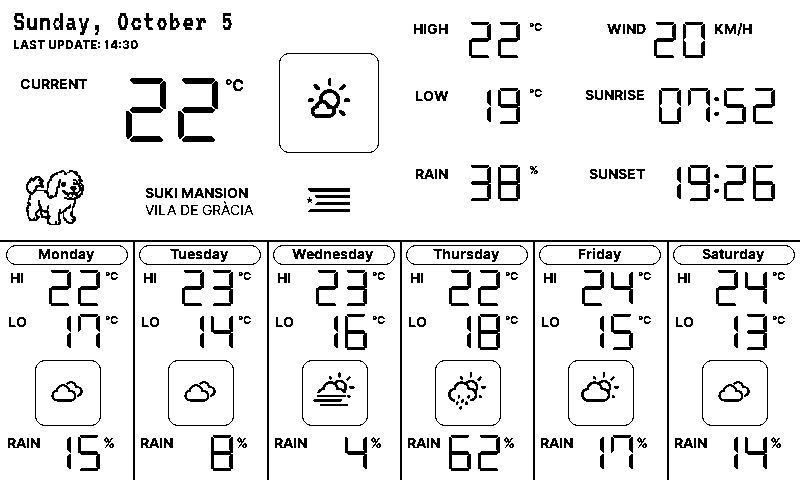 Sunday, October 5
LAST UPDATE: 14:30
CURRENT 22 °C
HIGH 22 °C
LOW 19 °C
RAIN 38 %
WIND 20 KM/H
SUNRISE 07:52
SUNSET 19:26
SUKI MANSION
VILA DE GRÀCIA
Monday
HI 22 °C
LO 17 °C
RAIN 15 %
Tuesday
HI 23 °C
LO 14 °C
RAIN 8 %
Wednesday
HI 23 °C
LO 16 °C
RAIN 4 %
Thursday
HI 22 °C
LO 18 °C
RAIN 62 %
Friday
HI 24 °C
LO 15 °C
RAIN 17 %
Saturday
HI 24 °C
LO 13 °C
RAIN 14 %